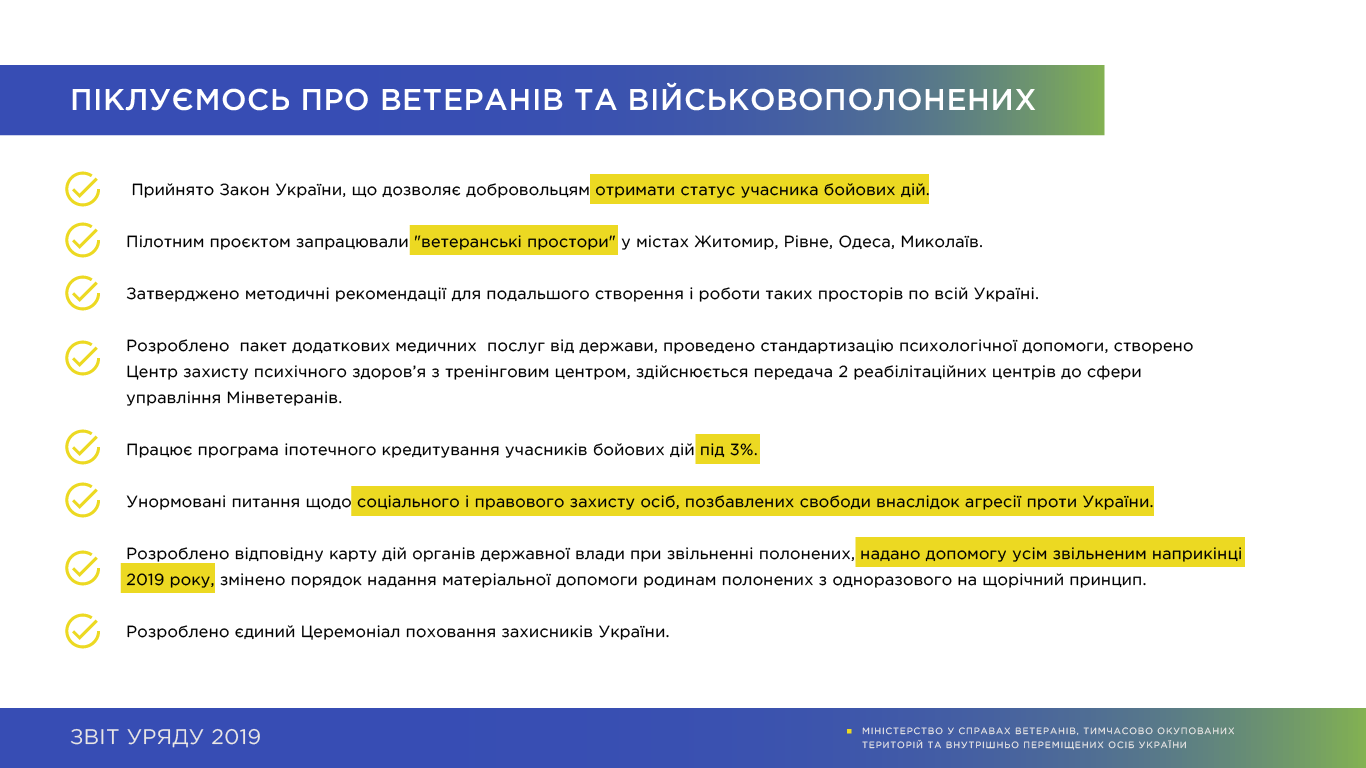 ПІКЛУЄМОСЬ ПРО ВЕТЕРАНІВ ТА ВІЙСЬКОВОПОЛОНЕНИХ
Прийнято Закон України, що дозволяє добровольцям отримати статус учасника бойових дій.
Пілотним проєктом запрацювали "ветеранські простори" у містах Житомир, Рівне, Одеса, Миколаїв.
Затверджено методичні рекомендації для подальшого створення і роботи таких просторів по всій Україні.
Розроблено пакет додаткових медичних послуг від держави, проведено стандартизацію психологічної допомоги, створено
Центр захисту психічного здоров’я з тренінговим центром, здійснюється передача 2 реабілітаційних центрів до сфери
управління Мінветеранів.
Працює програма іпотечного кредитування учасників бойових дій під 3%.
Унормовані питання щодо соціального і правового захисту осіб, позбавлених свободи внаслідок агресії проти України.
Розроблено відповідну карту дій органів державної влади при звільненні полонених, надано допомогу усім звільненим наприкінці
2019 року, змінено порядок надання матеріальної допомоги родинам полонених з одноразового на щорічний принцип.
Розроблено єдиний Церемоніал поховання захисників України.
ЗВІТ УРЯДУ 2019
МІНІСТЕРСТВО У СПРАВАХ ВЕТЕРАНІВ, ТИМЧАСОВО ОКУПОВАНИХ
ТЕРИТОРІЙ ТА ВНУТРІШНЬО ПЕРЕМІЩЕНИХ ОСІБ УКРАЇНИ